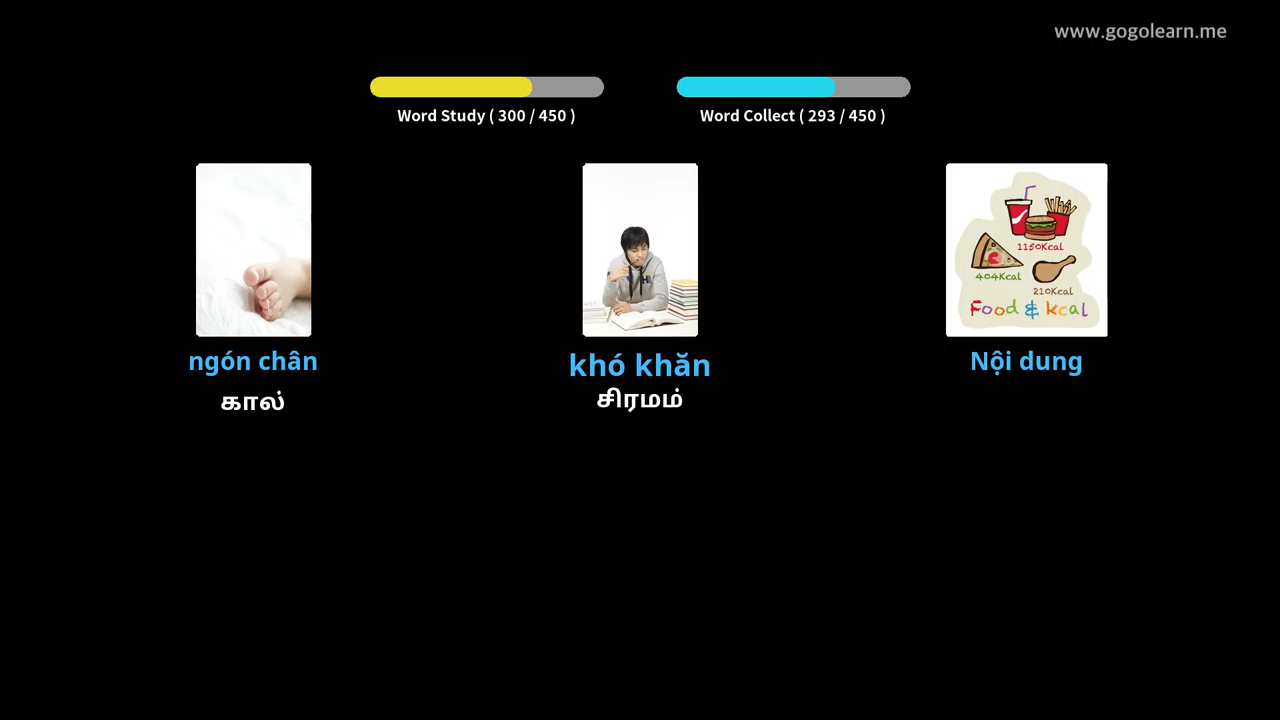 www.gogolearn.me
Word Study ( 300 / 450 )
Word Collect ( 293 / 450 )
1150Kcal
404Kcal
210Kcal
Food & kcal
ngón chân
khó khăn
Nội dung
கால்
சிரமம்